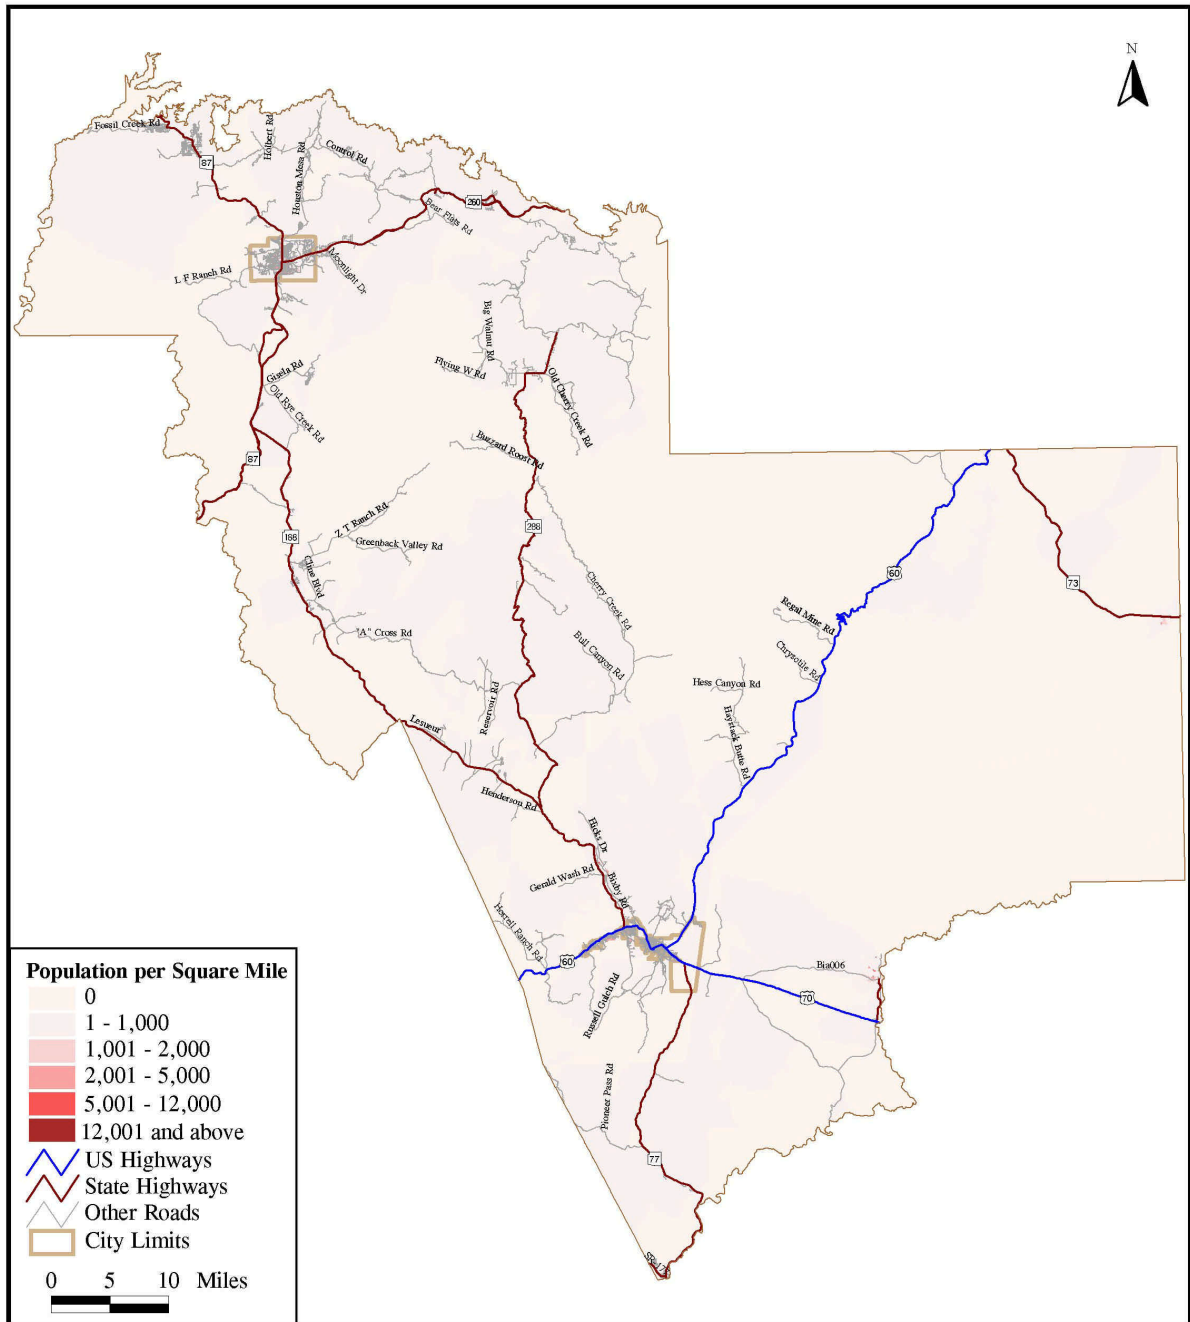 N
Fossil Creek Rd
87
Holbert Rd
Houston Mesa Rd
Control Rd
260
Bear Flats Rd
Moonlight Dr
L F Ranch Rd
Big Walnut Rd
Flying W Rd
Gisela Rd
Old Rye Creek Rd
Old Cherry Creek Rd
Buzzard Roost Rd
87
Z T Ranch Rd
188
288
Greenback Valley Rd
Cline Blvd
60
73
Cherry Creek Rd
Regal Mine Rd
"A" Cross Rd
Bull Canyon Rd
Chrysotile Rd
Hess Canyon Rd
Reservoir Rd
Lesueur
Haystack Butte Rd
Henderson Rd
Hicks Dr
Gerald Wash Rd
Bixby Rd
Horrell Ranch Rd
60
Bia006
70
Russell Gulch Rd
Pioneer Pass Rd
77
Population per Square Mile
0
1 - 1,000
1,001 - 2,000
2,001 - 5,000
5,001 - 12,000
12,001 and above
US Highways
State Highways
Other Roads
City Limits
0 5 10 Miles